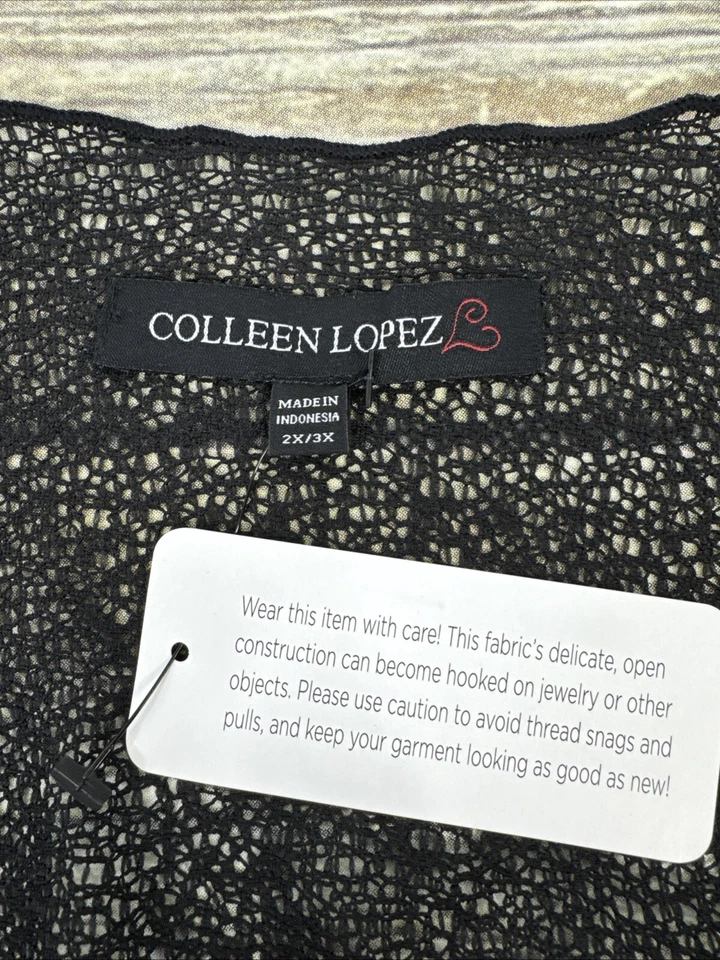 COLLEEN LOPEZ
MADE IN
INDONESIA
2X/3X
Wear this item with care! This fabric's delicate, open
construction can become hooked on jewelry or other
objects. Please use caution to avoid thread snags and
pulls, and keep your garment looking as good as new!